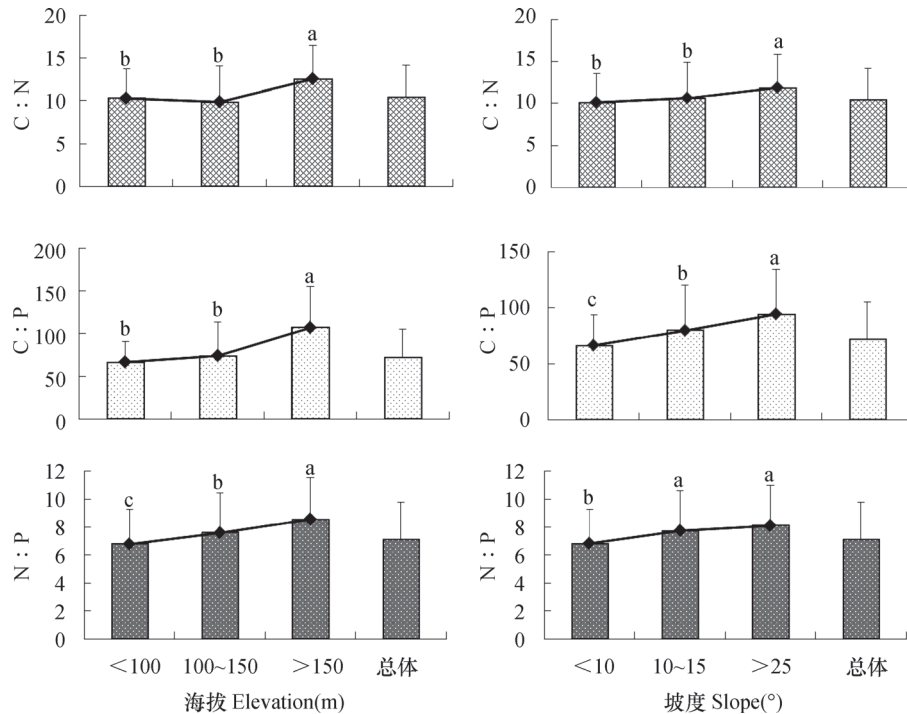 20
15
10
5
0
C：N
b
b
a
20
15
10
5
0
C：N
b
b
a
200
150
100
50
0
C：P
b
b
a
150
100
50
0
C：P
c
b
a
12
10
8
6
4
2
0
N：P
c
b
a
<100
100~150
>150
总体
海拔 Elevation(m)
12
10
8
6
4
2
0
N：P
b
a
a
<10
10~15
>25
总体
坡度 Slope(°)